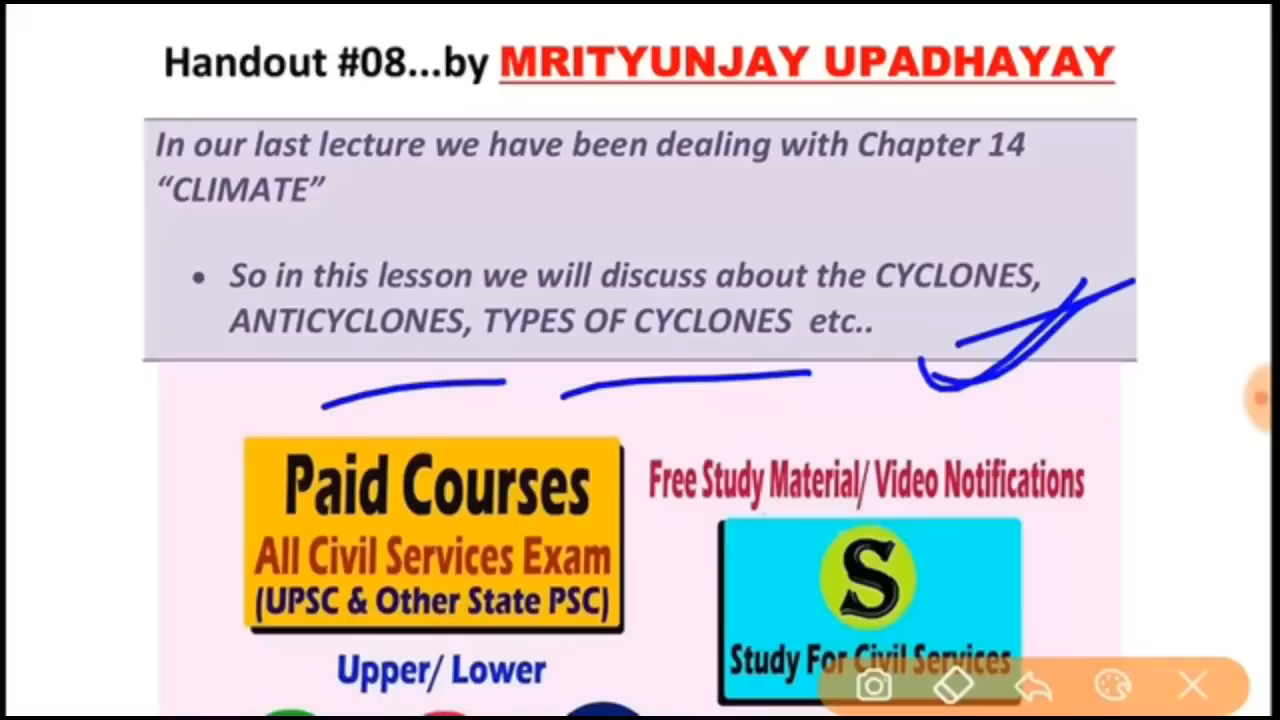 Handout #08...by MRITYUNJAY UPADHAYAY
In our last lecture we have been dealing with Chapter 14
“CLIMATE”
• So in this lesson we will discuss about the CYCLONES,
ANTICYCLONES, TYPES OF CYCLONES etc..
Paid Courses
All Civil Services Exam
(UPSC & Other State PSC)
Upper/ Lower
Free Study Material/ Video Notifications
S
Study For Civil Services